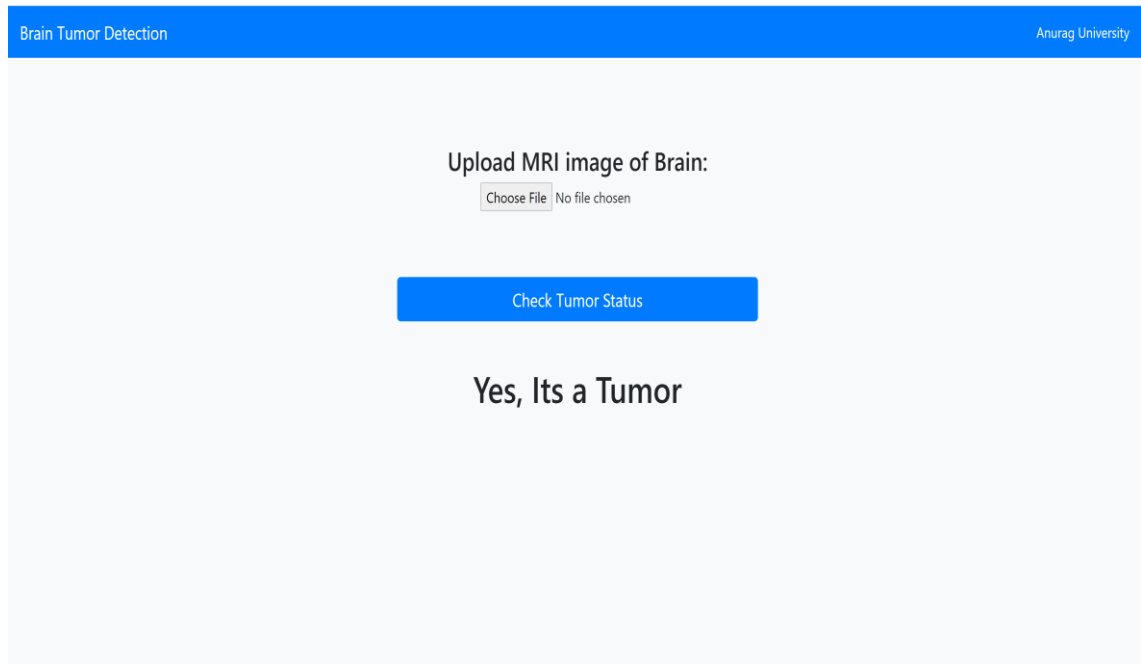 Brain Tumor Detection
Anurag University
Upload MRI image of Brain:
Choose File No file chosen
Check Tumor Status
Yes, Its a Tumor